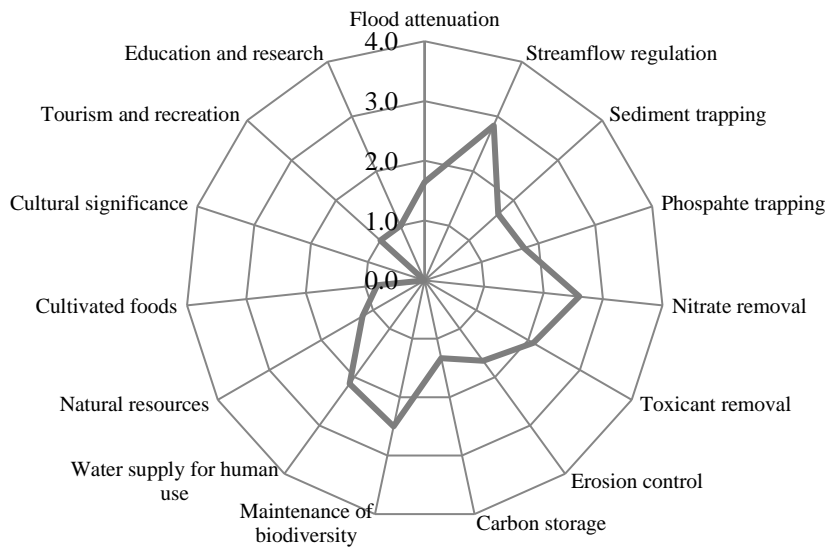 Flood attenuation
4.0
Education and research
Streamflow regulation
3.0
Tourism and recreation
Sediment trapping
2.0
Cultural significance
Phospahte trapping
1.0
0.0
Cultivated foods
Nitrate removal
Natural resources
Toxicant removal
Water supply for human
use
Erosion control
Maintenance of
biodiversity
Carbon storage